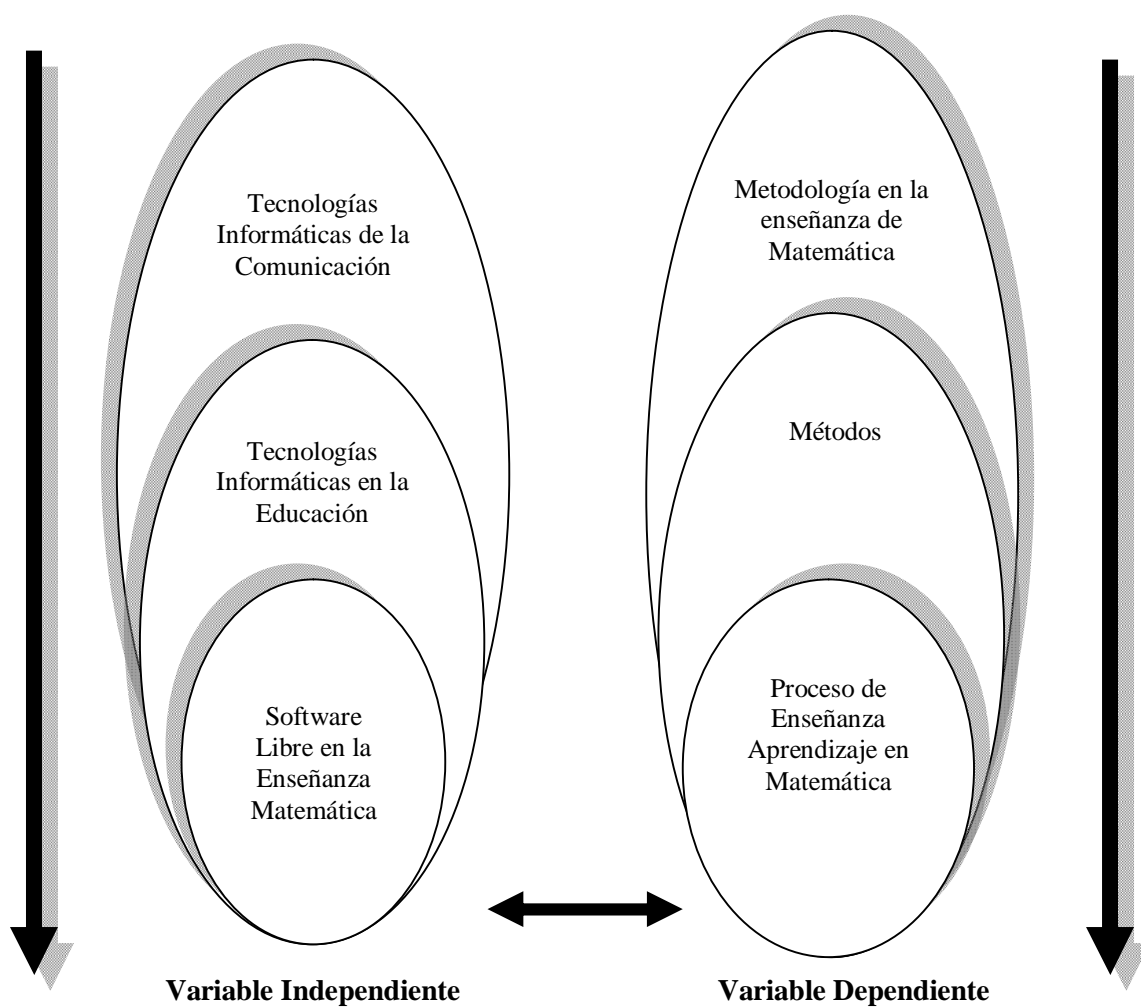 Tecnologías
Informáticas de la
Comunicación
Metodología en la
enseñanza de
Matemática
Tecnologías
Informáticas en la
Educación
Métodos
Software
Libre en la
Enseñanza
Matemática
Proceso de
Enseñanza
Aprendizaje en
Matemática
Variable Independiente
Variable Dependiente